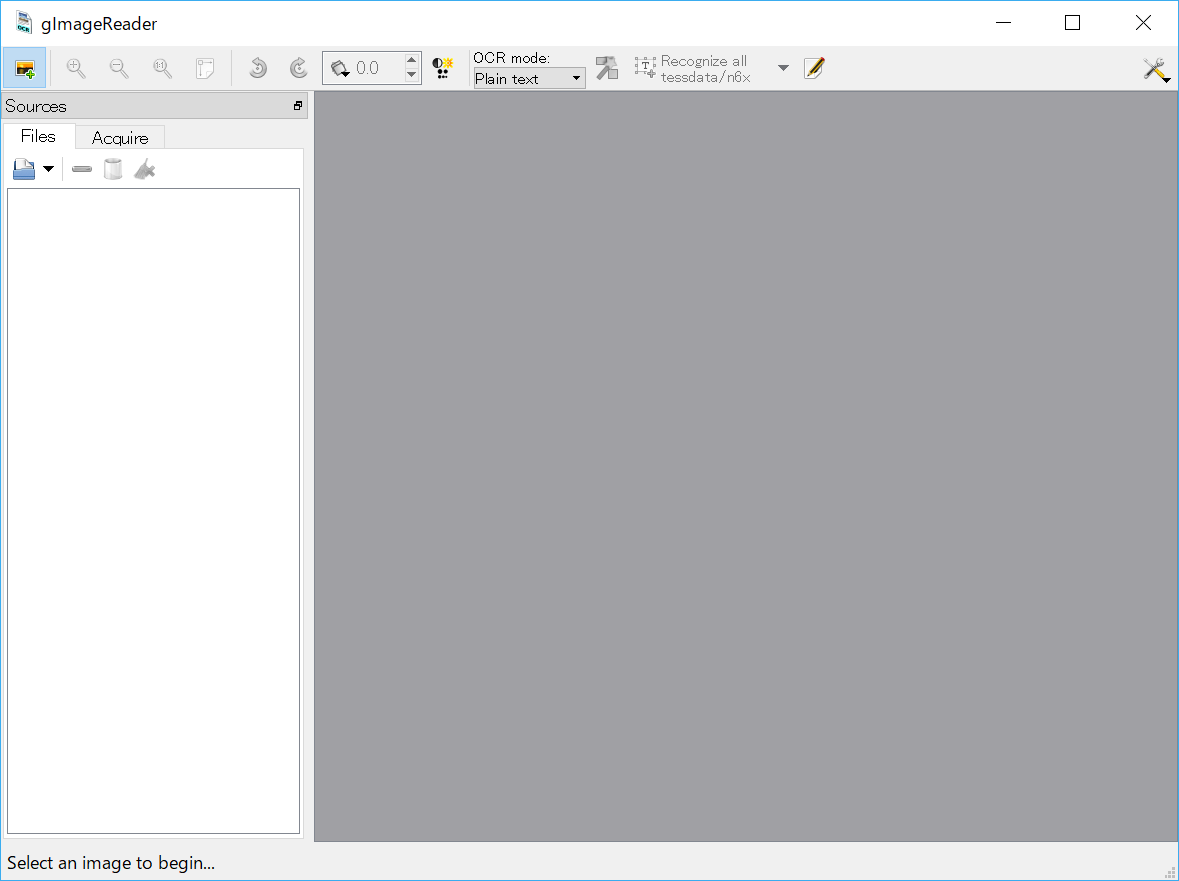 gImageReader
OCR mode:
0.0
Plain text
Recognize all
tessdata/n6x
Sources
Files
Acquire
Select an image to begin...